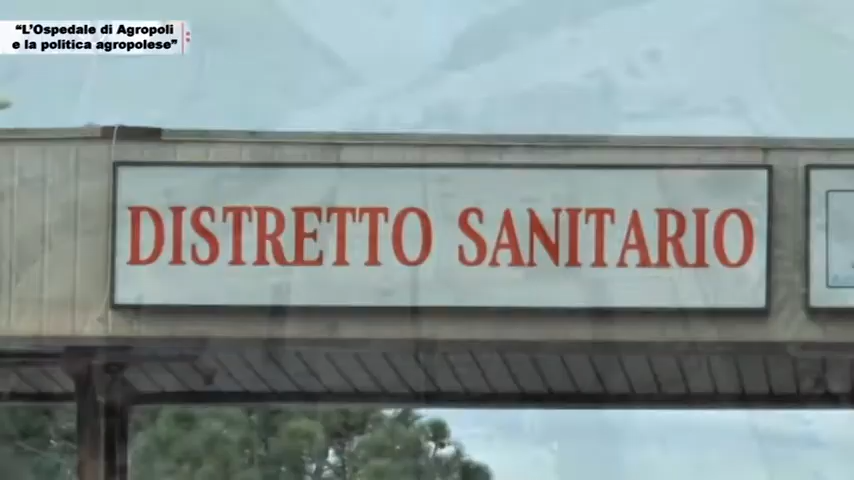 “L’Ospedale di Agropoli
e la politica agropolese”
DISTRETTO SANITARIO